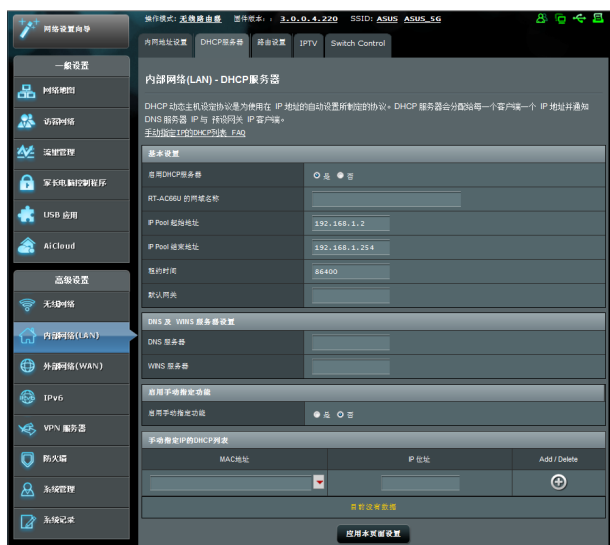 网络设置向导
操作模式: 无线路由器 固件版本: : 3.0.0.4.220 SSID: ASUS ASUS_5G
内网地址设置 DHCP服务器 路由设置 IPTV Switch Control
一般设置
网络地图
访客网络
流量管理
家长电脑控制程序
USB 应用
AiCloud
高级设置
无线网络
内部网络(LAN)
外部网络(WAN)
IPv6
VPN 服务器
防火墙
系统管理
系统记录
内部网络(LAN) - DHCP服务器
DHCP 动态主机设定协议是为使用在 IP 地址的自动设置所制定的协议。DHCP 服务器会分配给每一个客户端一个 IP 地址并通知
DNS 服务器 IP 与 预设网关 IP 客户端。
手动指定IP的DHCP列表 FAQ
基本设置
启用DHCP服务器 是 否
RT-AC66U 的网域名称
IP Pool 起始地址 192.168.1.2
IP Pool 结束地址 192.168.1.254
租约时间 86400
默认网关
DNS 及 WINS 服务器设置
DNS 服务器
WINS 服务器
启用手动指定功能
启用手动指定功能 是 否
手动指定IP的DHCP列表
MAC地址 IP 位址 Add / Delete
目前没有数据
应用本页面设置